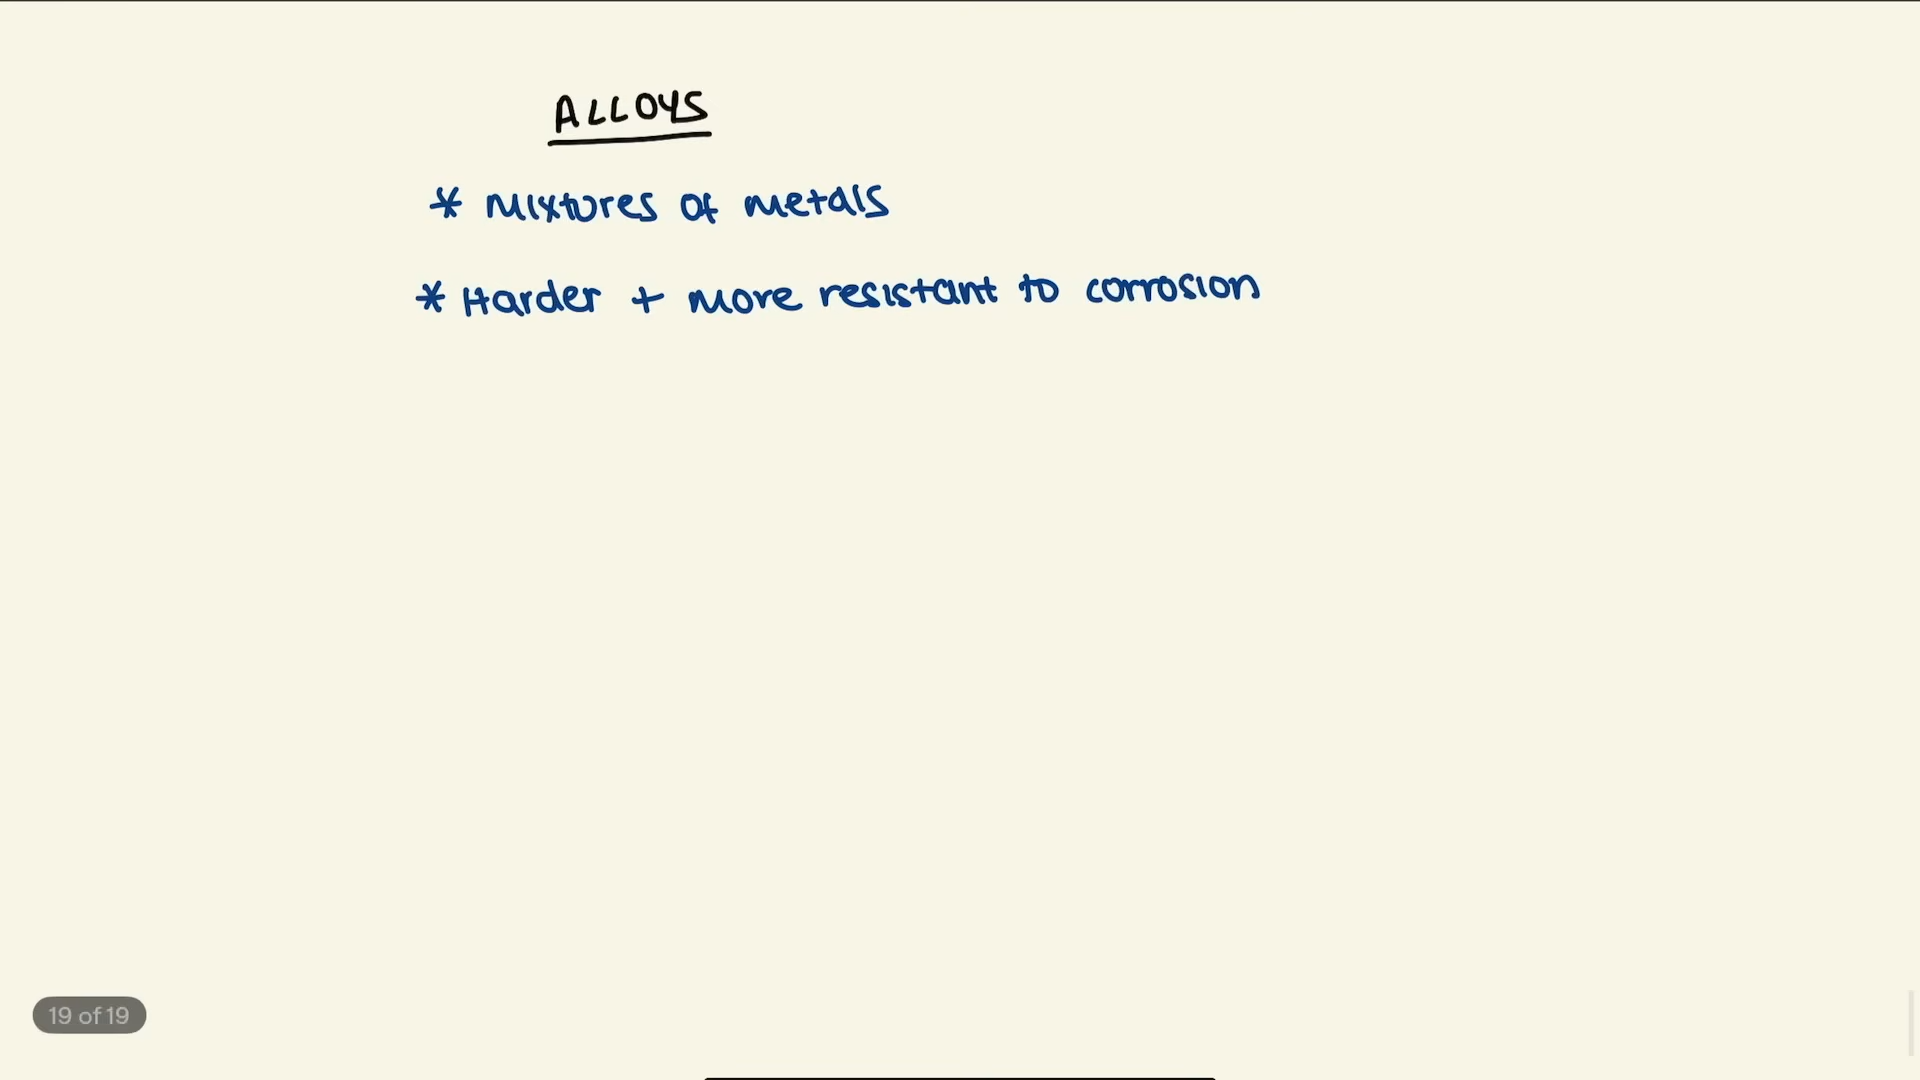 ALLOYS
* Mixtures of metals
* Harder + more resistant to corrosion
19 of 19